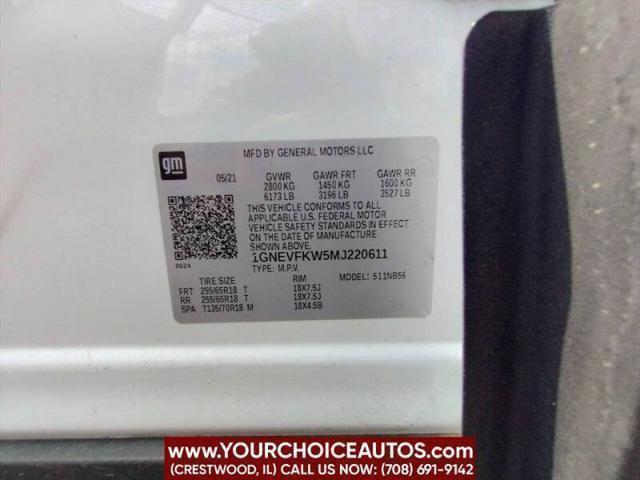 gm
MFD BY GENERAL MOTORS LLC
05/21 GVWR GAWR FRT GAWR RR
2800 KG 1450 KG 1600 KG
6173 LB 3196 LB 3527 LB
THIS VEHICLE CONFORMS TO ALL
APPLICABLE U.S. FEDERAL MOTOR
VEHICLE SAFETY STANDARDS IN EFFECT
ON THE DATE OF MANUFACTURE
SHOWN ABOVE.
1GNEVFKW5MJ220611
0624 TYPE: M.P.V. MODEL: 511NB56
TIRE SIZE RIM
FRT 255/65R18 T 18X7.5J
RR 255/65R18 T 18X7.5J
SPA T135/70R18 M 18X4.5B
WWW.YOURCHOICEAUTOS.COM
(CRESTWOOD, IL) CALL US NOW: (708) 691-9142